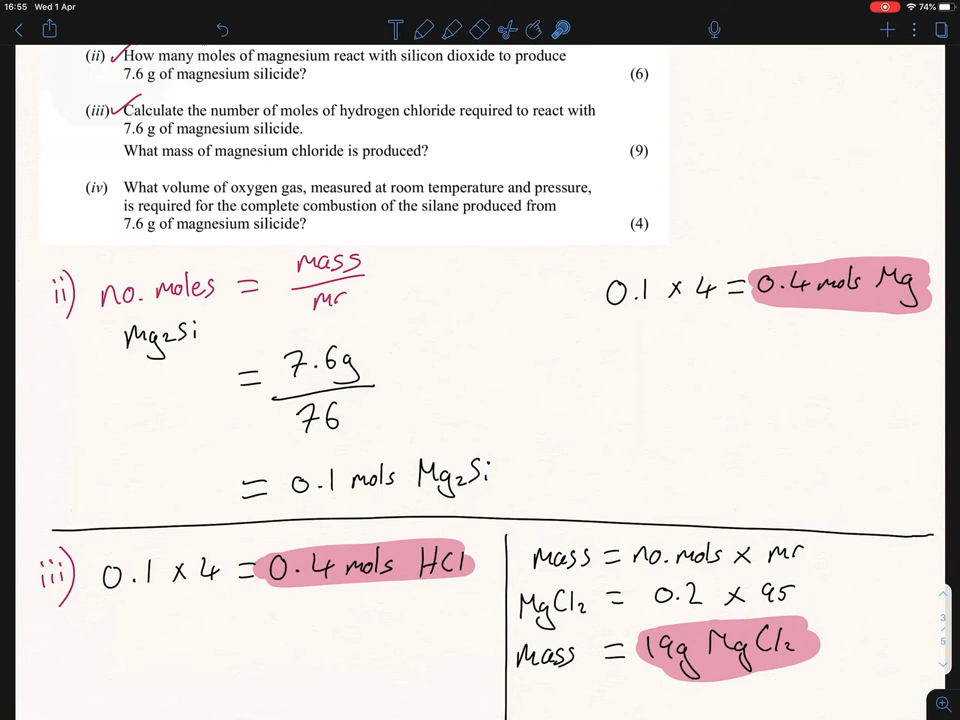 16:55 Wed 1 Apr
74%
(ii) How many moles of magnesium react with silicon dioxide to produce
7.6 g of magnesium silicide? (6)
(iii) Calculate the number of moles of hydrogen chloride required to react with
7.6 g of magnesium silicide.
What mass of magnesium chloride is produced? (9)
(iv) What volume of oxygen gas, measured at room temperature and pressure,
is required for the complete combustion of the silane produced from
7.6 g of magnesium silicide? (4)
ii) no. moles = mass / mr
Mg₂Si
= 7.6g / 76
= 0.1 mols Mg₂Si
0.1 × 4 = 0.4 mols Mg
iii) 0.1 × 4 = 0.4 mols HCl
mass = no. mols × mr
MgCl₂ = 0.2 × 95
mass = 19g MgCl₂
3
/
5